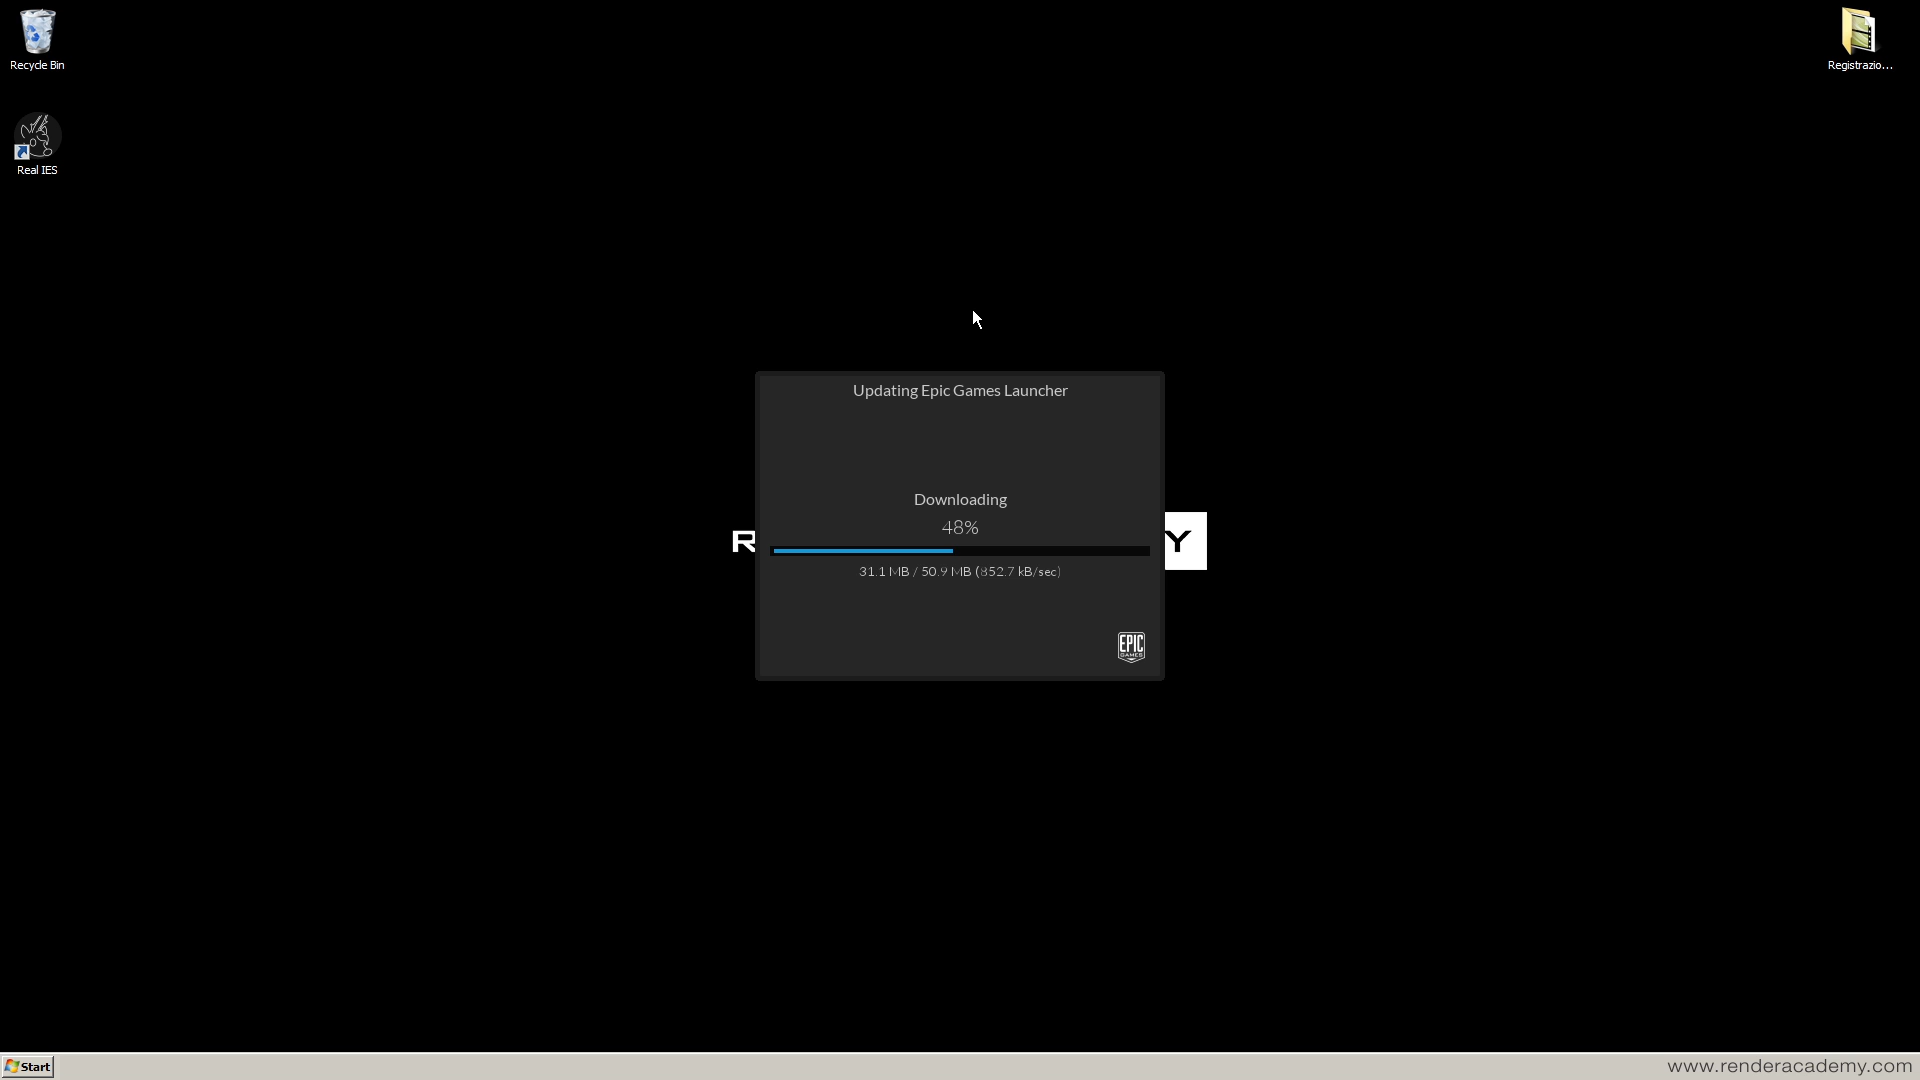 Recycle Bin
Registrazio...
Real IES
Updating Epic Games Launcher
Downloading
48%
R
Y
31.1 MB / 50.9 MB (852.7 kB/sec)
EPIC
GAMES
Start
www.renderacademy.com